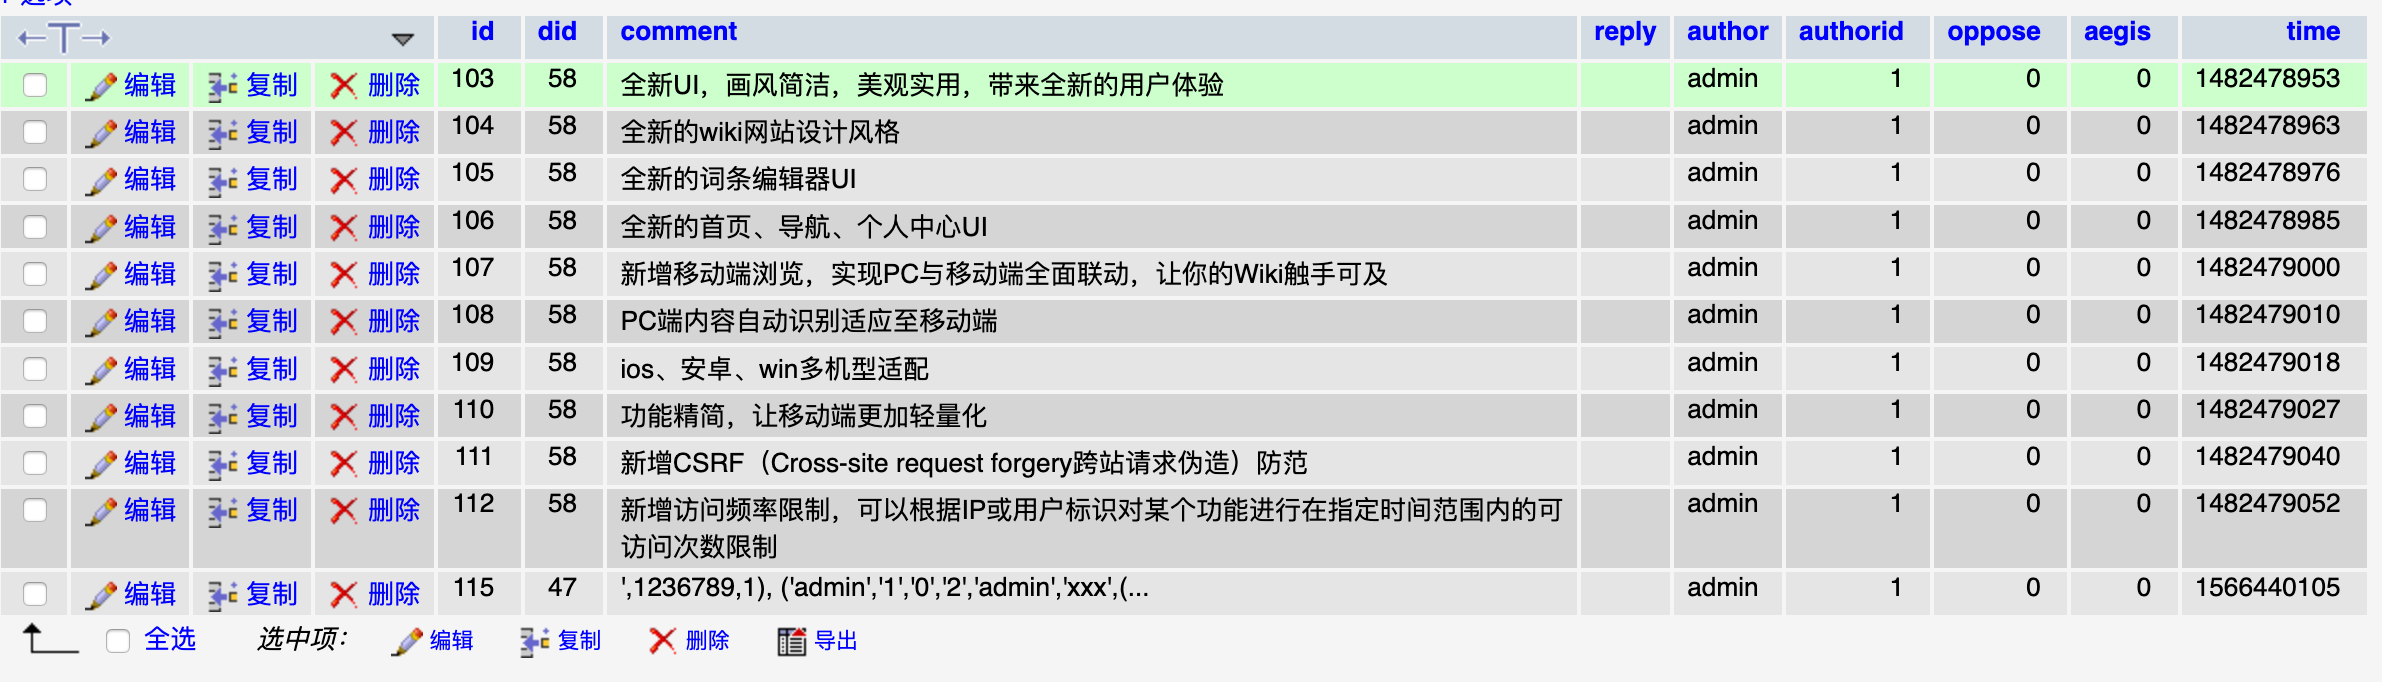 id did comment reply author authorid oppose aegis time
编辑 复制 删除 103 58 全新UI，画风简洁，美观实用，带来全新的用户体验 admin 1 0 0 1482478953
编辑 复制 删除 104 58 全新的wiki网站设计风格 admin 1 0 0 1482478963
编辑 复制 删除 105 58 全新的词条编辑器UI admin 1 0 0 1482478976
编辑 复制 删除 106 58 全新的首页、导航、个人中心UI admin 1 0 0 1482478985
编辑 复制 删除 107 58 新增移动端浏览，实现PC与移动端全面联动，让你的Wiki触手可及 admin 1 0 0 1482479000
编辑 复制 删除 108 58 PC端内容自动识别适应至移动端 admin 1 0 0 1482479010
编辑 复制 删除 109 58 ios、安卓、win多机型适配 admin 1 0 0 1482479018
编辑 复制 删除 110 58 功能精简，让移动端更加轻量化 admin 1 0 0 1482479027
编辑 复制 删除 111 58 新增CSRF（Cross-site request forgery跨站请求伪造）防范 admin 1 0 0 1482479040
编辑 复制 删除 112 58 新增访问频率限制，可以根据IP或用户标识对某个功能进行在指定时间范围内的可 admin 1 0 0 1482479052
访问次数限制
编辑 复制 删除 115 47 ',1236789,1), ('admin','1','0','2','admin','xxx',(... admin 1 0 0 1566440105
全选 选中项： 编辑 复制 删除 导出